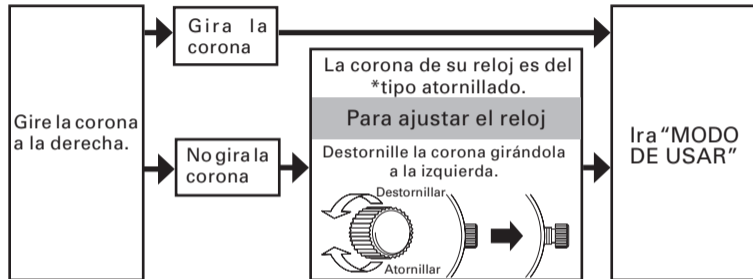 Gire la corona
a la derecha.
Gira la
corona
No gira la
corona
La corona de su reloj es del
*tipo atornillado.
Para ajustar el reloj
Destornille la corona girándola
a la izquierda.
Destornillar
Atornillar
Ira “MODO
DE USAR”